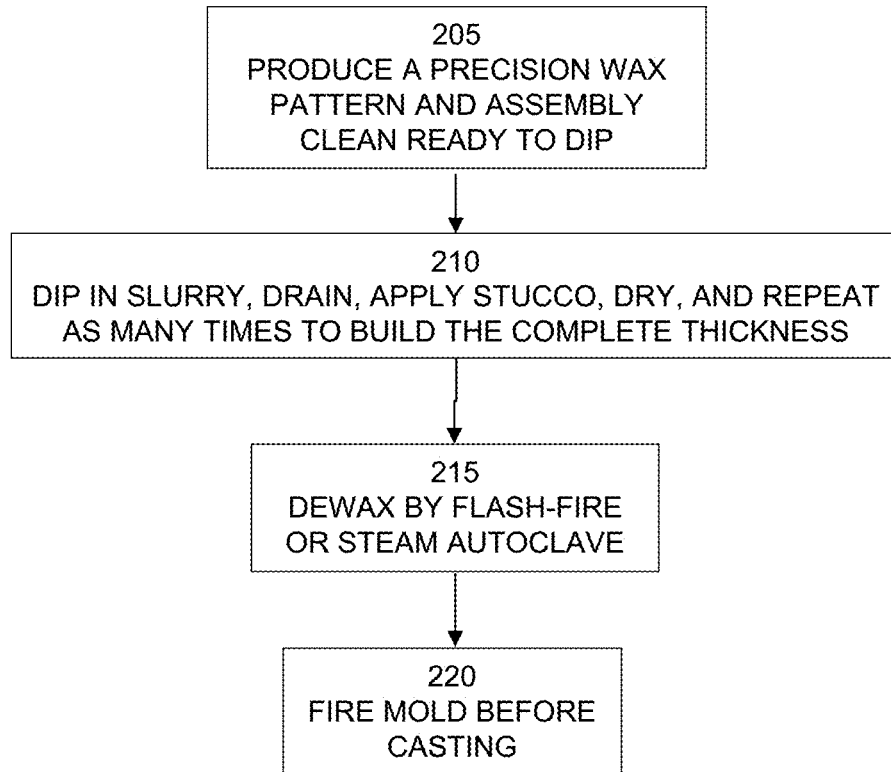 205
PRODUCE A PRECISION WAX
PATTERN AND ASSEMBLY
CLEAN READY TO DIP
210
DIP IN SLURRY, DRAIN, APPLY STUCCO, DRY, AND REPEAT
AS MANY TIMES TO BUILD THE COMPLETE THICKNESS
215
DEWAX BY FLASH-FIRE
OR STEAM AUTOCLAVE
220
FIRE MOLD BEFORE
CASTING